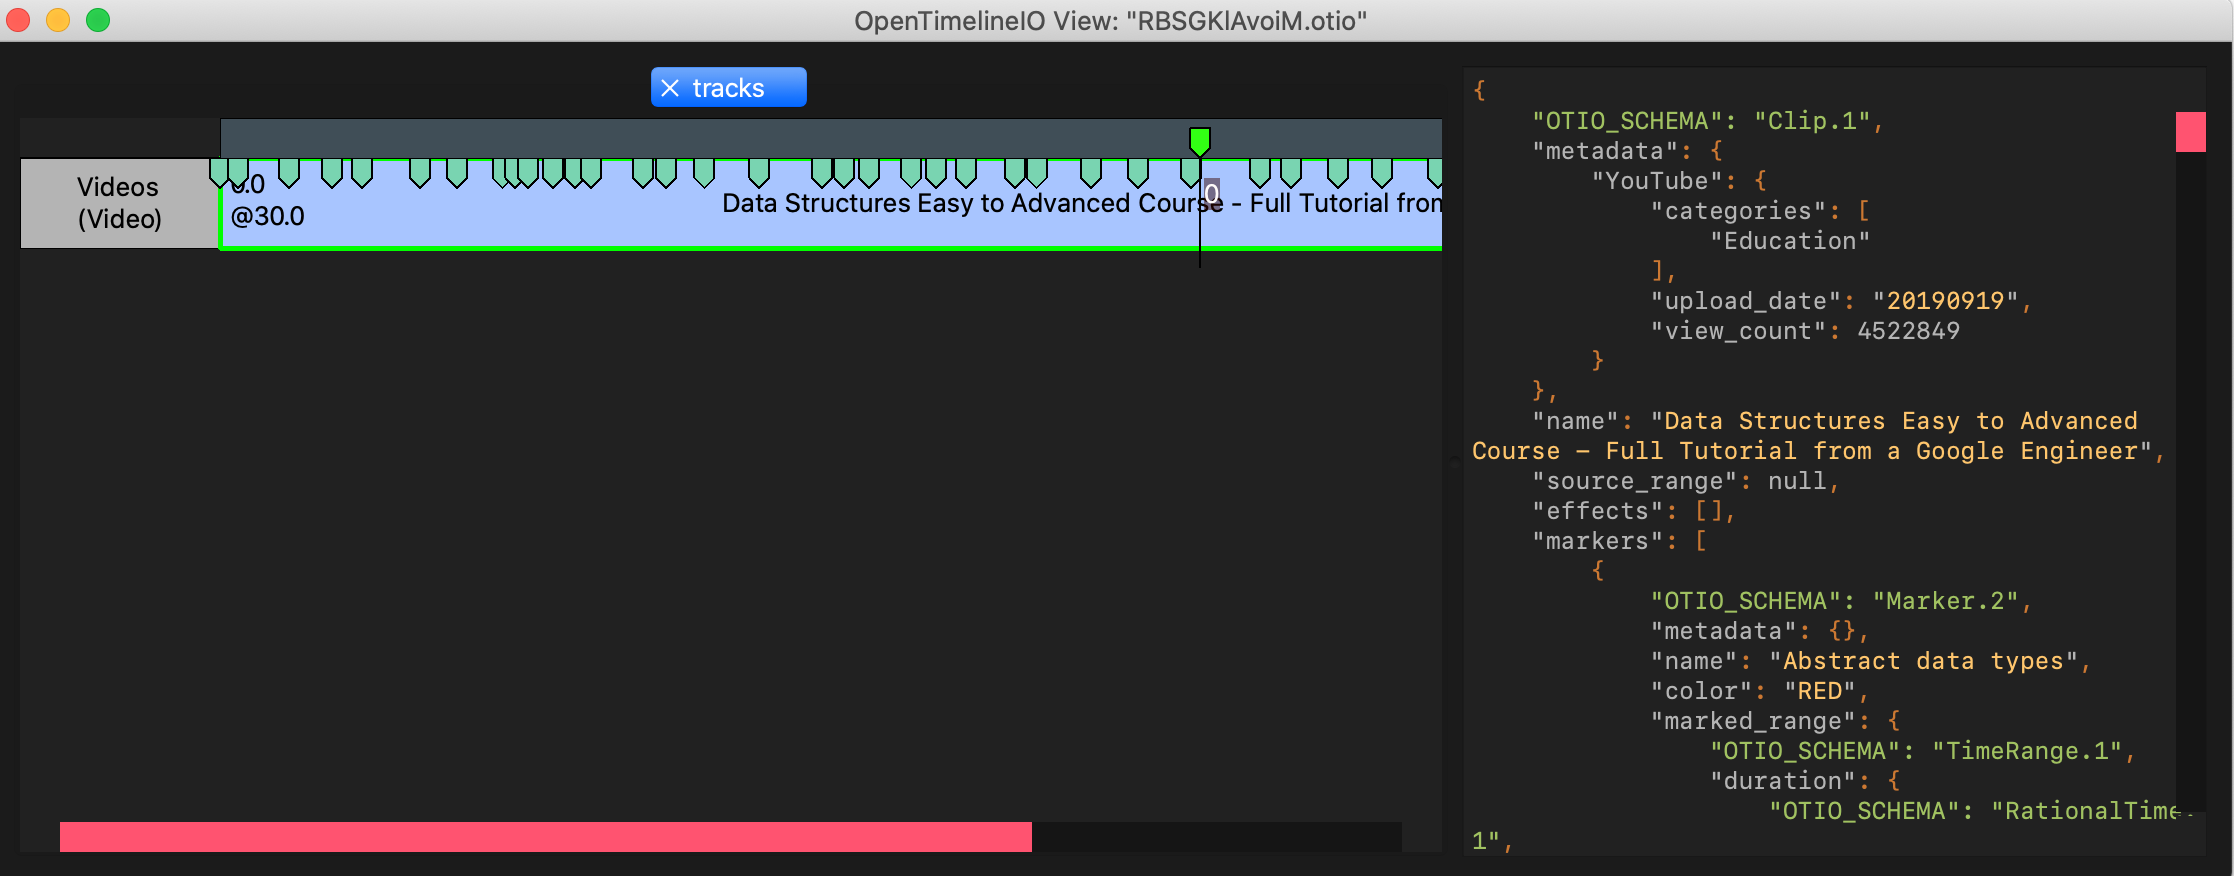 OpenTimelineIO View: "RBSGKlAvoiM.otio"
tracks
Videos
(Video)
0.0
@30.0
Data Structures Easy to Advanced Course - Full Tutorial from
0
{
"OTIO_SCHEMA": "Clip.1",
"metadata": {
"YouTube": {
"categories": [
"Education"
],
"upload_date": "20190919",
"view_count": 4522849
}
},
"name": "Data Structures Easy to Advanced
Course – Full Tutorial from a Google Engineer",
"source_range": null,
"effects": [],
"markers": [
{
"OTIO_SCHEMA": "Marker.2",
"metadata": {},
"name": "Abstract data types",
"color": "RED",
"marked_range": {
"OTIO_SCHEMA": "TimeRange.1",
"duration": {
"OTIO_SCHEMA": "RationalTime.
1",